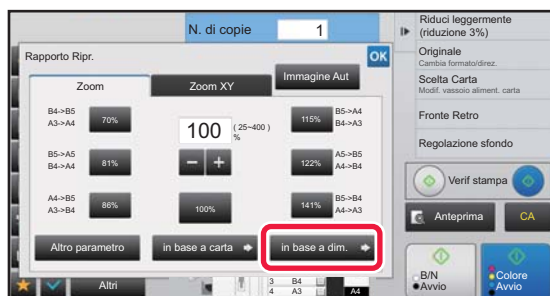 N. di copie 1
Rapporto Ripr.
OK
Immagine Aut
Zoom
Zoom XY
B4->B5
A3->A4
70%
100
(25~400)
%
115%
B5->A4
B4->A3
B5->A5
B4->A4
81%
122%
A5->B5
A4->B4
A4->B5
A3->B4
86%
100%
141%
B5->B4
A4->A3
Altro parametro
in base a carta
in base a dim.
Altri
3 B4
4 A3
A4
Riduci leggermente
(riduzione 3%)
Originale
Cambia formato/direz.
Scelta Carta
Modif. vassoio aliment. carta
Fronte Retro
Regolazione sfondo
Verif stampa
Anteprima
CA
B/N
Avvio
Colore
Avvio